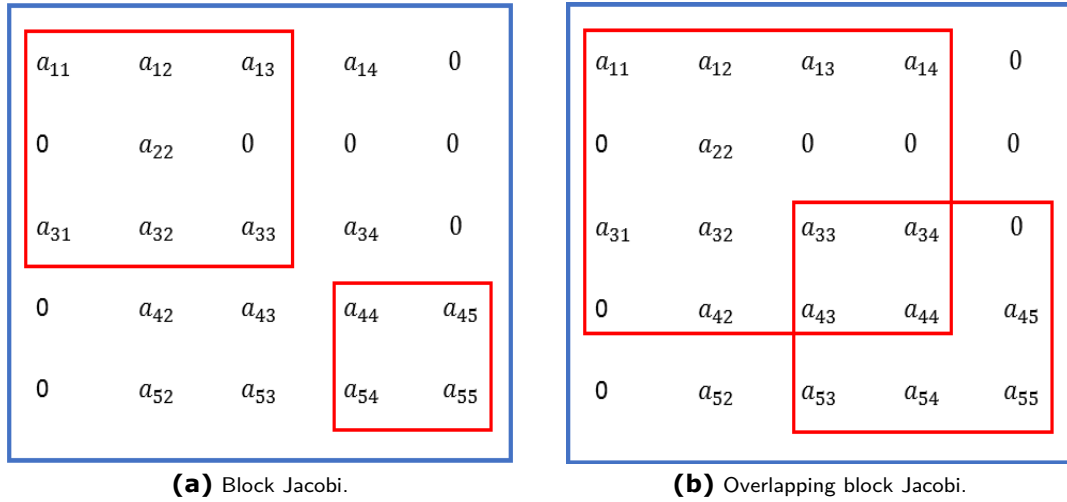 a₁₁ a₁₂ a₁₃ a₁₄ 0
0 a₂₂ 0 0 0
a₃₁ a₃₂ a₃₃ a₃₄ 0
0 a₄₂ a₄₃ a₄₄ a₄₅
0 a₅₂ a₅₃ a₅₄ a₅₅
(a) Block Jacobi.
a₁₁ a₁₂ a₁₃ a₁₄ 0
0 a₂₂ 0 0 0
a₃₁ a₃₂ a₃₃ a₃₄ 0
0 a₄₂ a₄₃ a₄₄ a₄₅
0 a₅₂ a₅₃ a₅₄ a₅₅
(b) Overlapping block Jacobi.